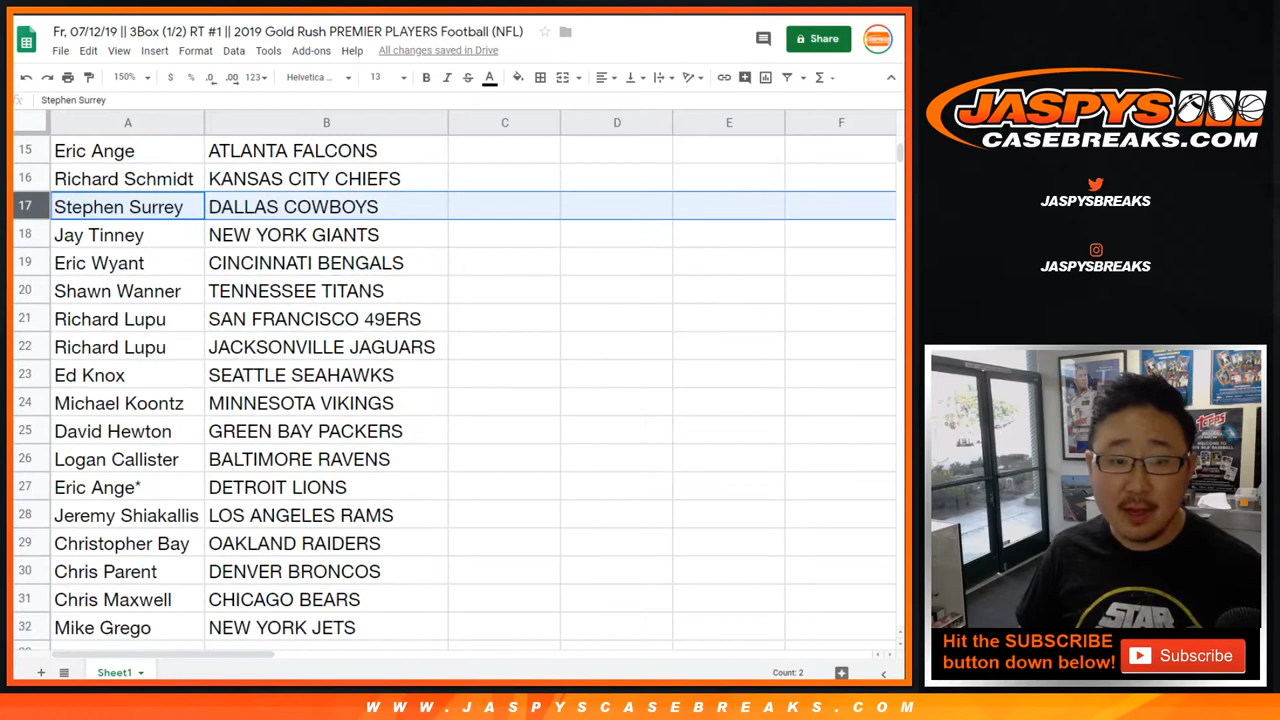 Fr, 07/12/19 || 3Box (1/2) RT #1 || 2019 Gold Rush PREMIER PLAYERS Football (NFL)
File Edit View Insert Format Data Tools Add-ons Help All changes saved in Drive
Share
150% $ % .0 .00 123 Helvetica... 13 B I S A
fx Stephen Surrey
A B C D E F
15 Eric Ange ATLANTA FALCONS
16 Richard Schmidt KANSAS CITY CHIEFS
17 Stephen Surrey DALLAS COWBOYS
18 Jay Tinney NEW YORK GIANTS
19 Eric Wyant CINCINNATI BENGALS
20 Shawn Wanner TENNESSEE TITANS
21 Richard Lupu SAN FRANCISCO 49ERS
22 Richard Lupu JACKSONVILLE JAGUARS
23 Ed Knox SEATTLE SEAHAWKS
24 Michael Koontz MINNESOTA VIKINGS
25 David Hewton GREEN BAY PACKERS
26 Logan Callister BALTIMORE RAVENS
27 Eric Ange* DETROIT LIONS
28 Jeremy Shiakallis LOS ANGELES RAMS
29 Christopher Bay OAKLAND RAIDERS
30 Chris Parent DENVER BRONCOS
31 Chris Maxwell CHICAGO BEARS
32 Mike Grego NEW YORK JETS
Sheet1
Count: 2
JASPYS
CASEBREAKS.COM
JASPYSBREAKS
JASPYSBREAKS
TOPPS
STAR
Hit the SUBSCRIBE
button down below!
Subscribe
WWW.JASPYSCASEBREAKS.COM